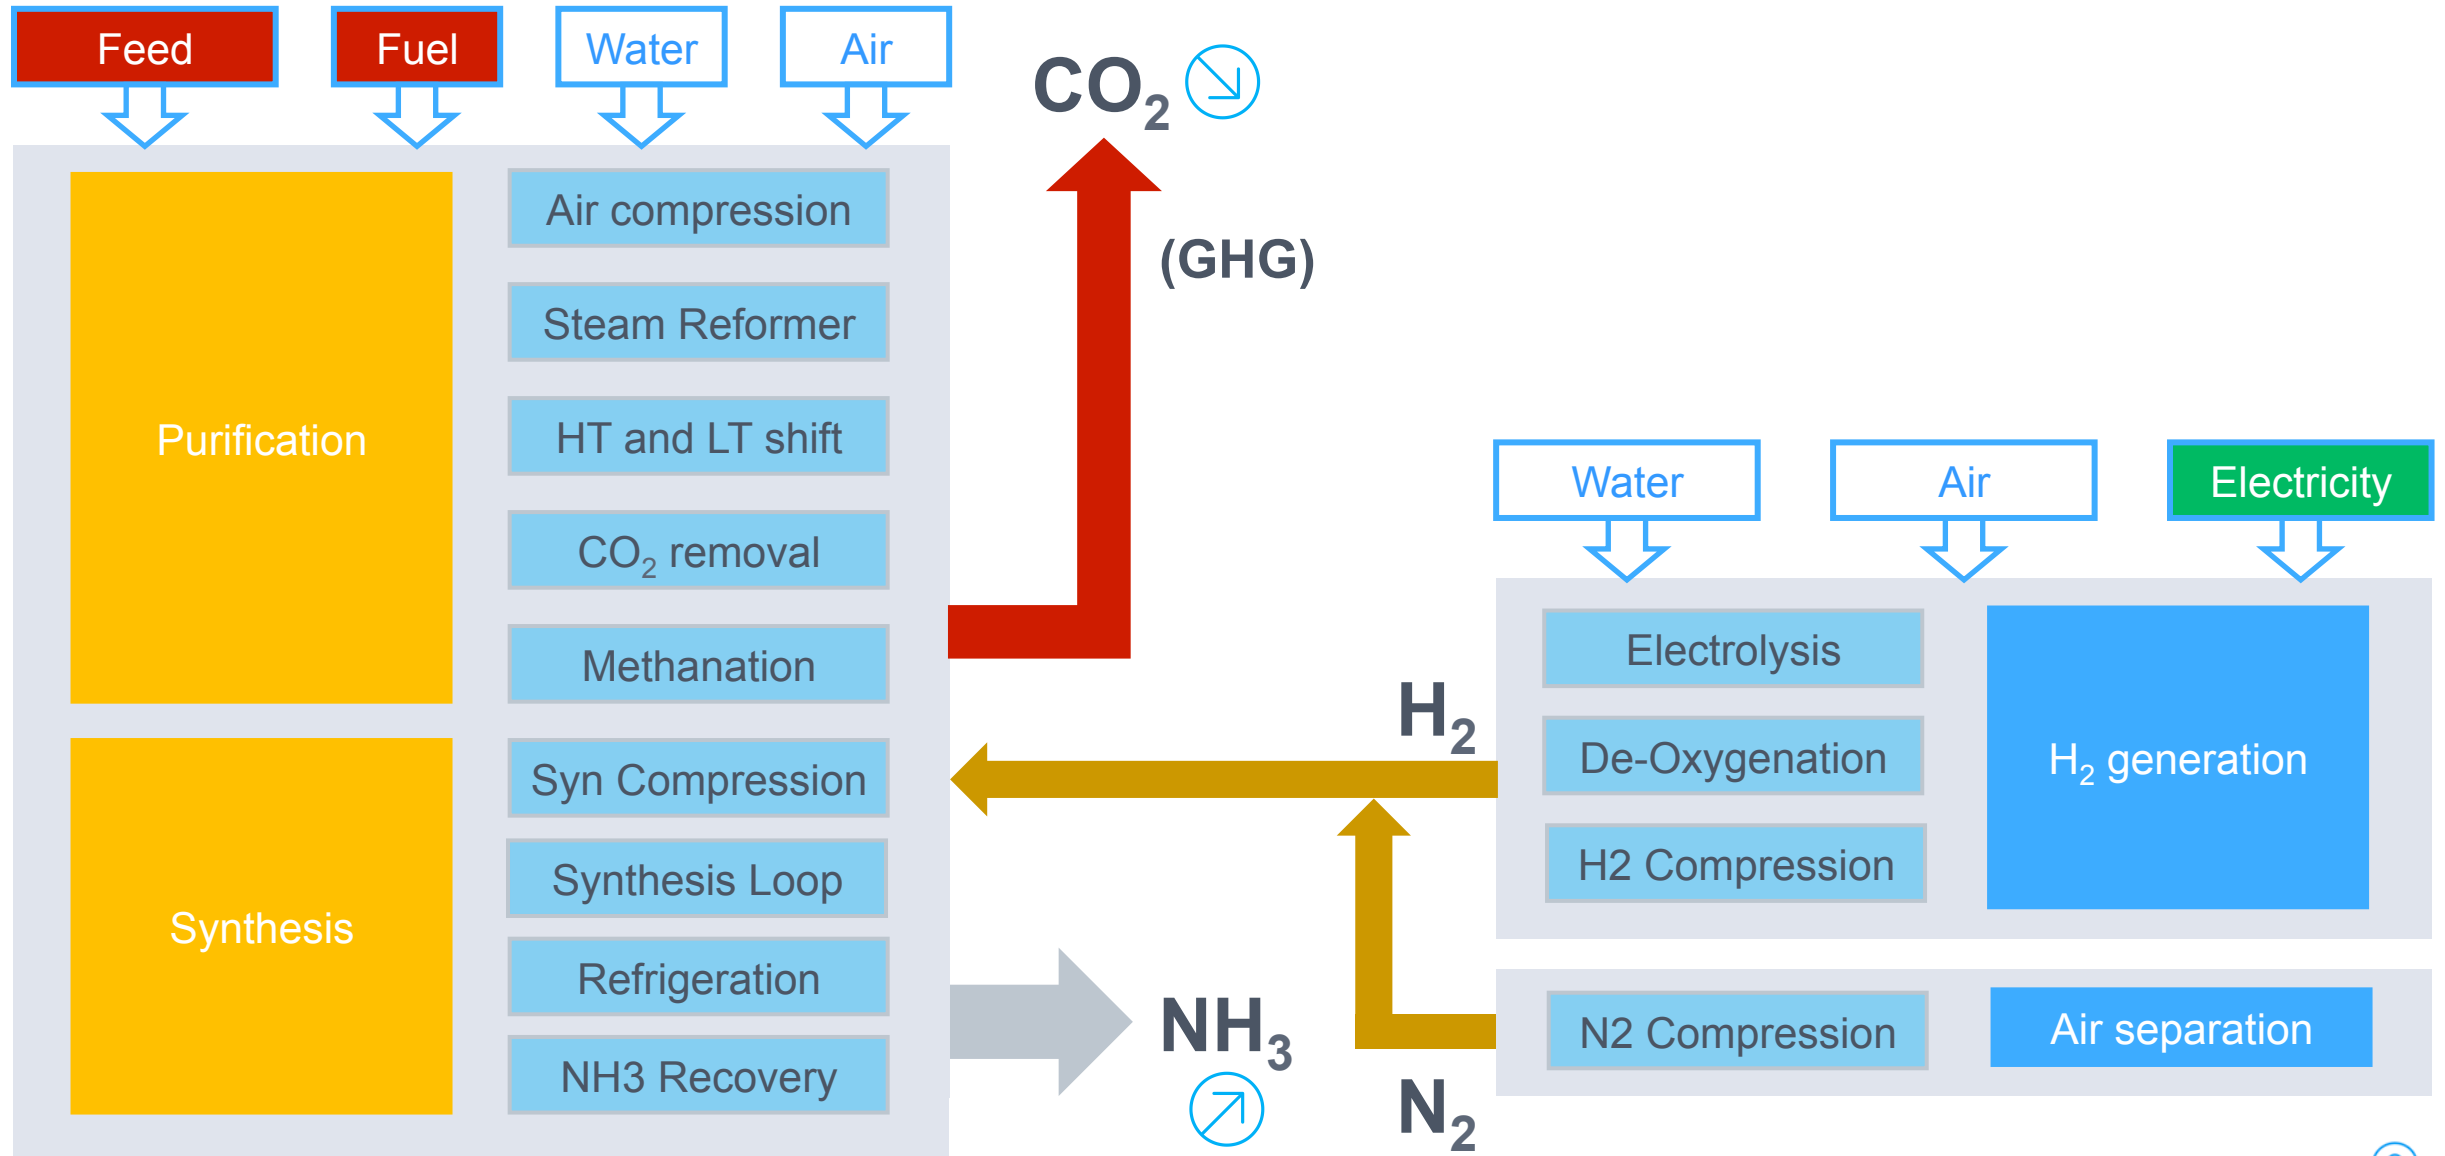 Feed
Fuel
Water
Air
CO₂
(GHG)
Purification
Air compression
Steam Reformer
HT and LT shift
CO₂ removal
Methanation
Synthesis
Syn Compression
Synthesis Loop
Refrigeration
NH3 Recovery
H₂
NH₃
N₂
Water
Air
Electricity
Electrolysis
De-Oxygenation
H2 Compression
H₂ generation
N2 Compression
Air separation